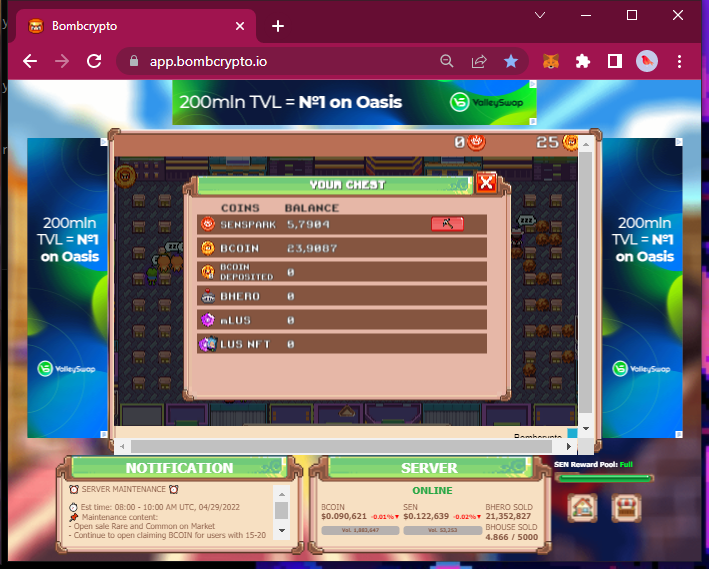 Bombcrypto
app.bombcrypto.io
200mln TVL = №1 on Oasis
ValleySwap
0
25
200mln
TVL = №1
on Oasis
ValleySwap
YOUR CHEST
COINS BALANCE
SENSPARK 5,7904
BCOIN 23,9087
BCOIN
DEPOSITED 0
BHERO 0
mLUS 0
LUS NFT 0
200mln
TVL = №1
on Oasis
ValleySwap
Bombcrypto
NOTIFICATION
SERVER MAINTENANCE
Est time: 08:00 - 10:00 AM UTC, 04/29/2022
Maintenance content:
- Open sale Rare and Common on Market
- Continue to open claiming BCOIN for users with 15-20
SERVER
ONLINE
BCOIN SEN BHERO SOLD
$0.090,621 -0.01% $0.122,639 -0.02% 21,352,827
BHOUSE SOLD
4.866 / 5000
SEN Reward Pool: Full